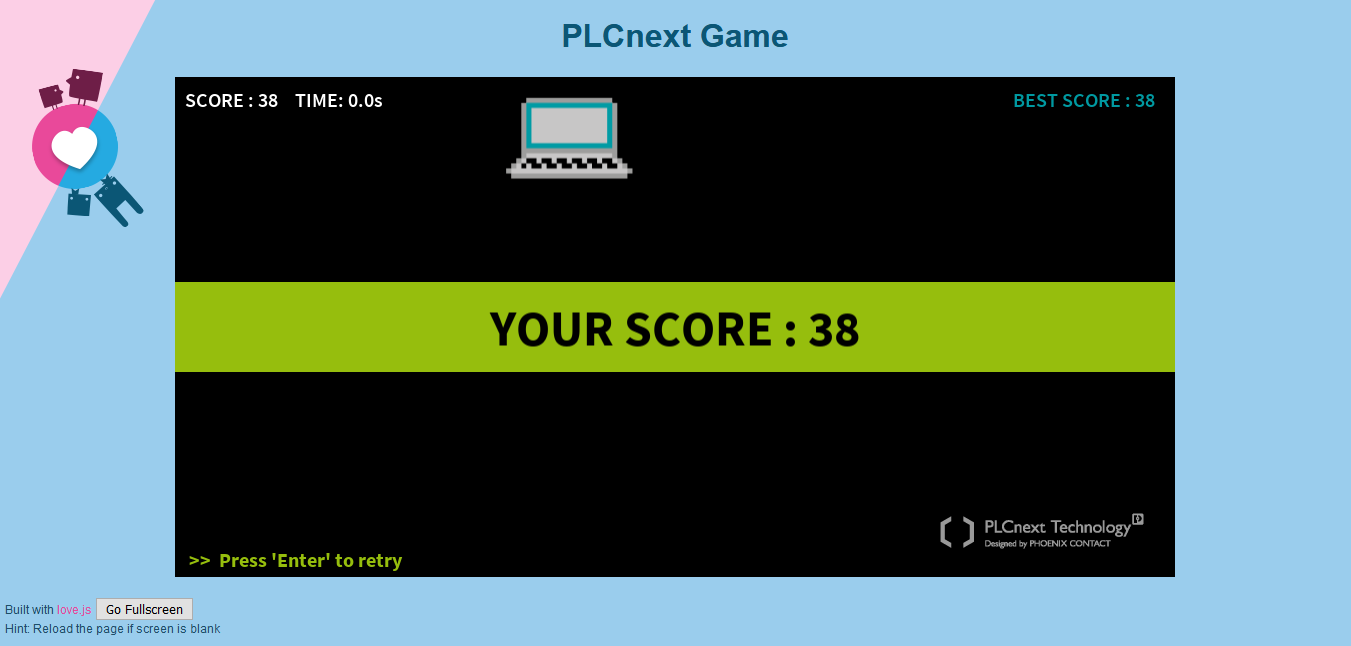 PLCnext Game
SCORE : 38 TIME: 0.0s
BEST SCORE : 38
YOUR SCORE : 38
PLCnext Technology
Designed by PHOENIX CONTACT
>> Press 'Enter' to retry
Built with love.js Go Fullscreen
Hint: Reload the page if screen is blank